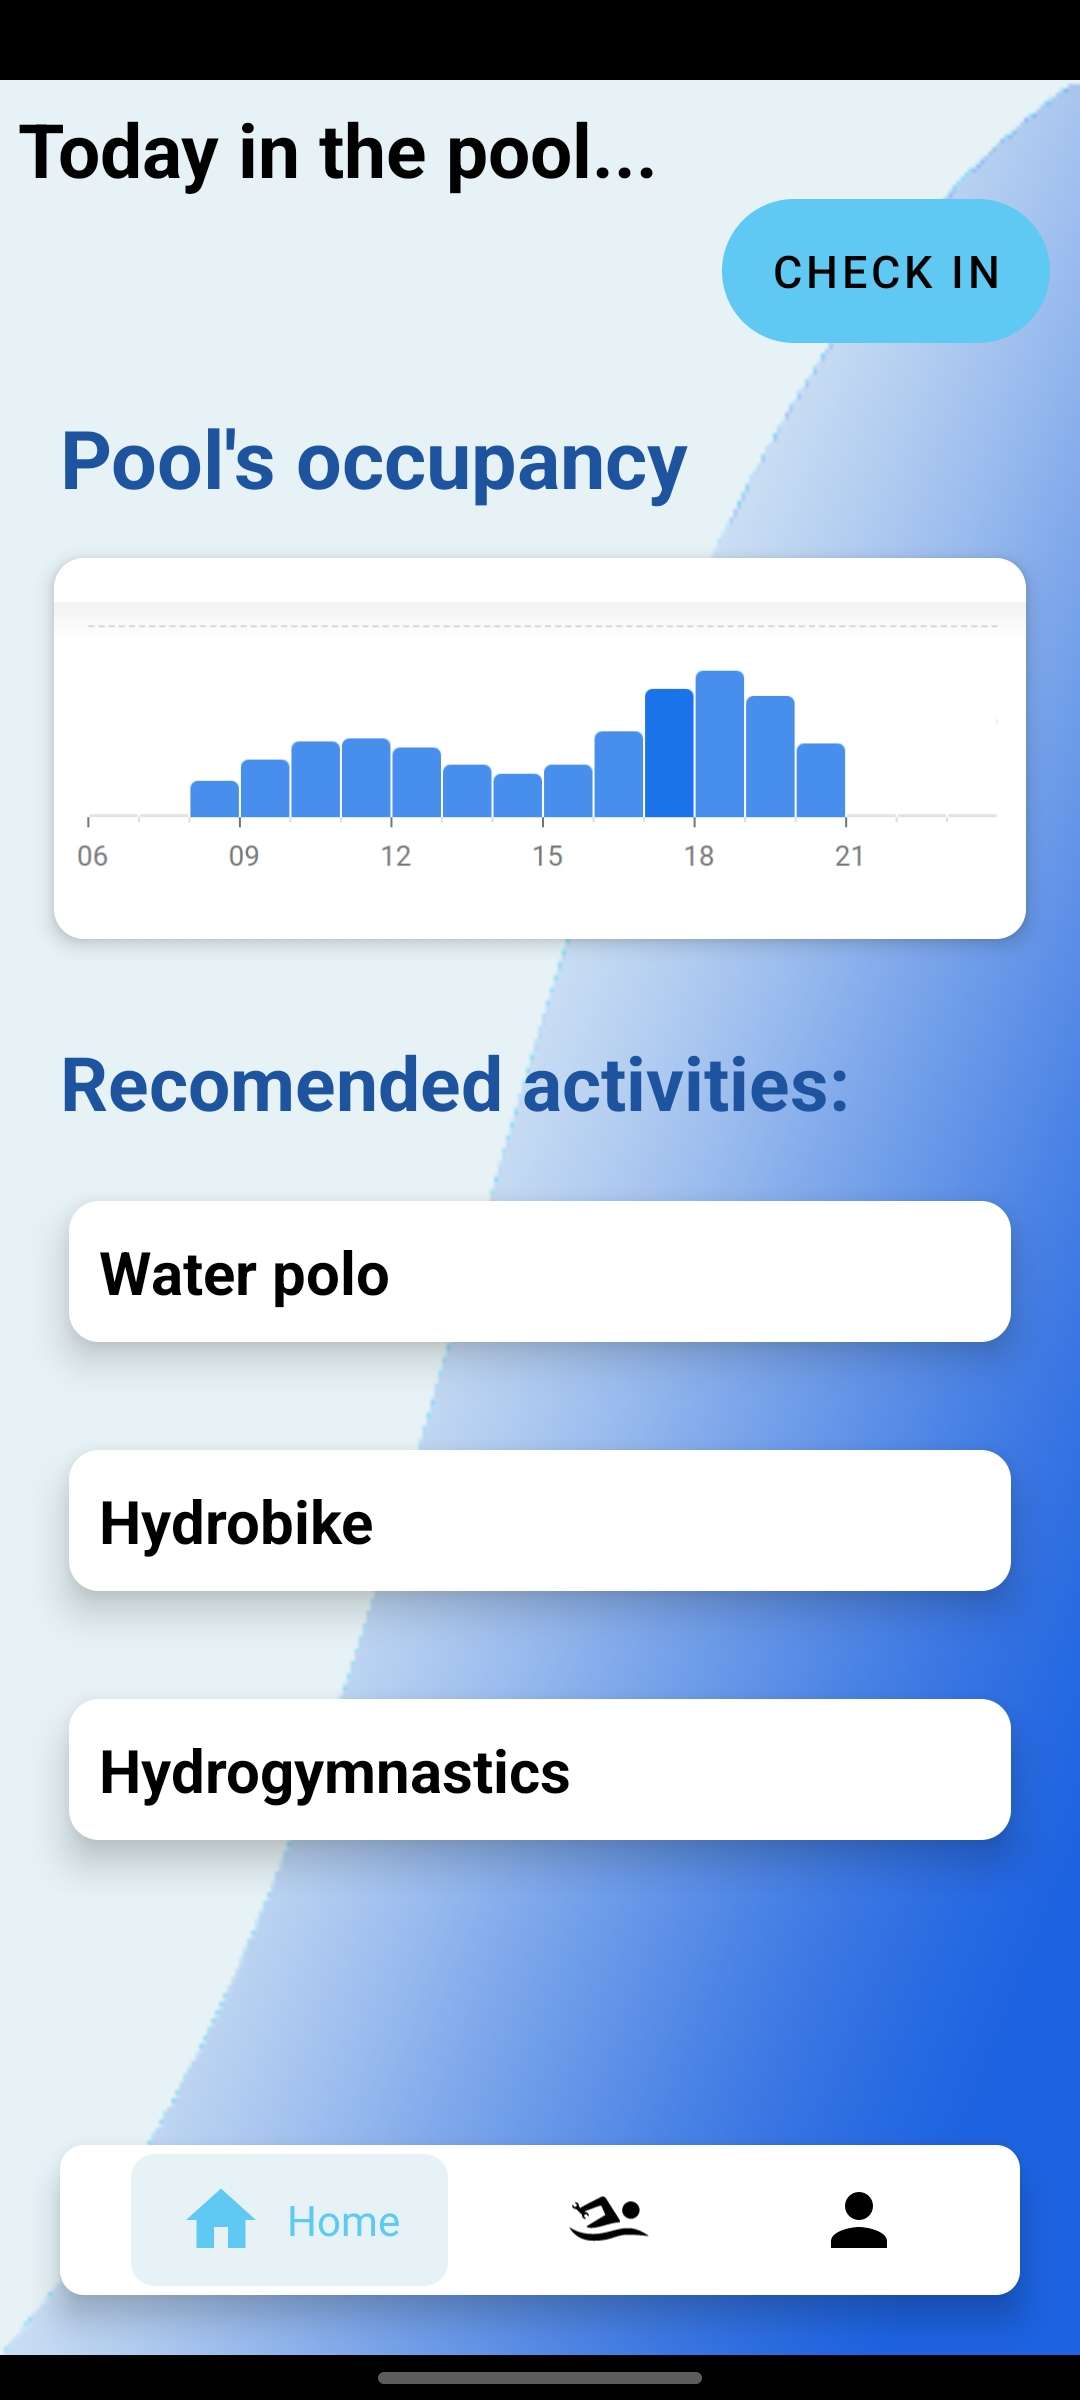 Today in the pool...
CHECK IN
Pool's occupancy
06 09 12 15 18 21
Recomended activities:
Water polo
Hydrobike
Hydrogymnastics
Home